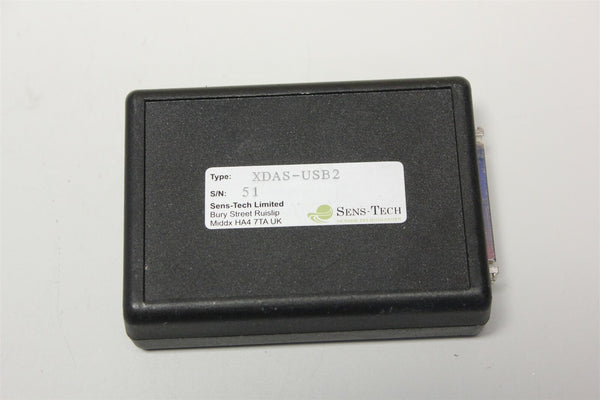 Type: XDAS-USB2
S/N: 51
Sens-Tech Limited
Bury Street Ruislip
Middx HA4 7TA UK
SENS-TECH